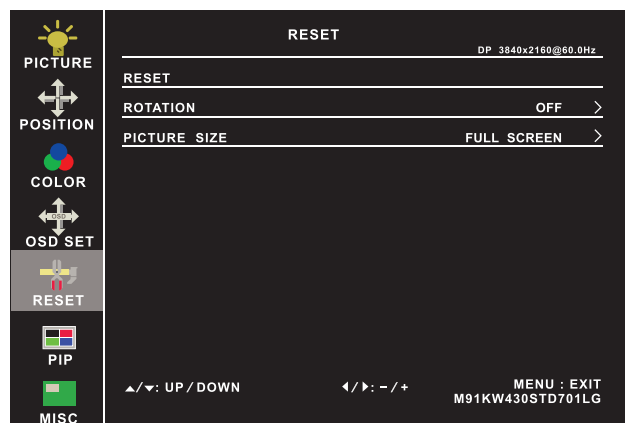 RESET
DP 3840x2160@60.0Hz
PICTURE
POSITION
COLOR
OSD
OSD SET
RESET
PIP
MISC
RESET
ROTATION OFF >
PICTURE SIZE FULL SCREEN >
▲/▼: UP/DOWN ◀/▶: -/+ MENU : EXIT
M91KW430STD701LG